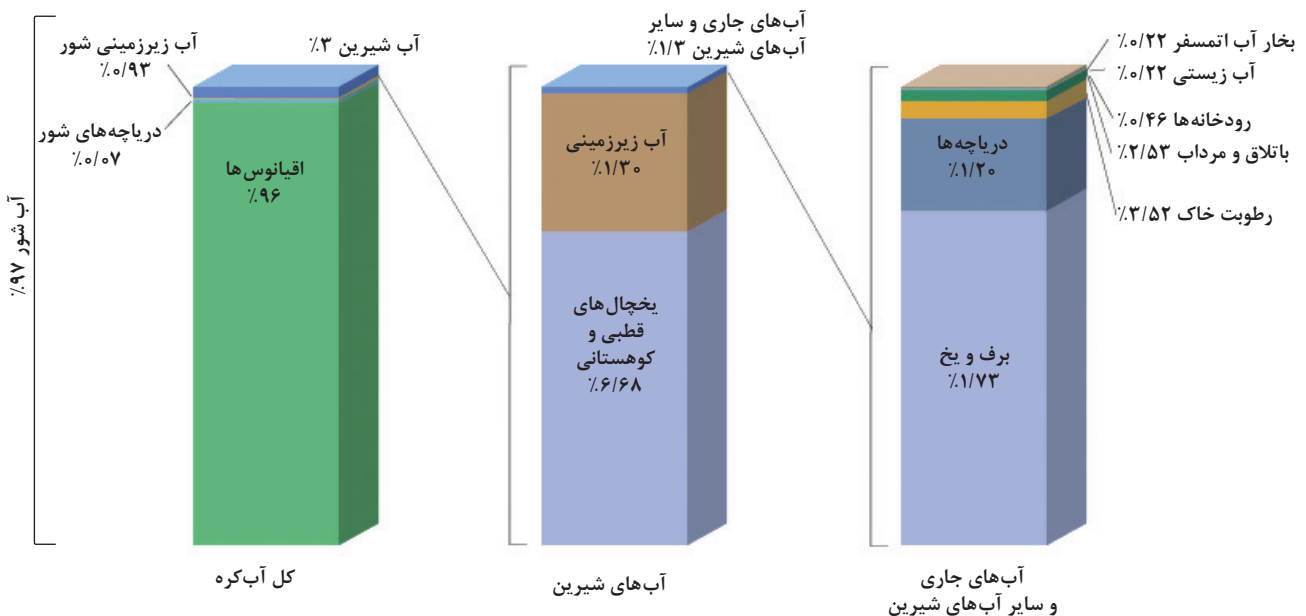 آب شور ۹۷٪
آب زیرزمینی شور
٪۰/۹۳
دریاچه‌های شور
٪۰/۰۷
آب شیرین ۳٪
اقیانوس‌ها
٪۹۶
کل آب‌کره
آب‌های جاری و سایر
آب‌های شیرین ۱/۳٪
آب زیرزمینی
٪۱/۳۰
یخچال‌های
قطبی و
کوهستانی
٪۶/۶۸
آب‌های شیرین
بخار آب اتمسفر ۰/۲۲٪
آب زیستی ۰/۲۲٪
رودخانه‌ها ۰/۴۶٪
باتلاق و مرداب ۲/۵۳٪
رطوبت خاک ۳/۵۲٪
دریاچه‌ها
٪۱/۲۰
برف و یخ
٪۱/۷۳
آب‌های جاری
و سایر آب‌های شیرین